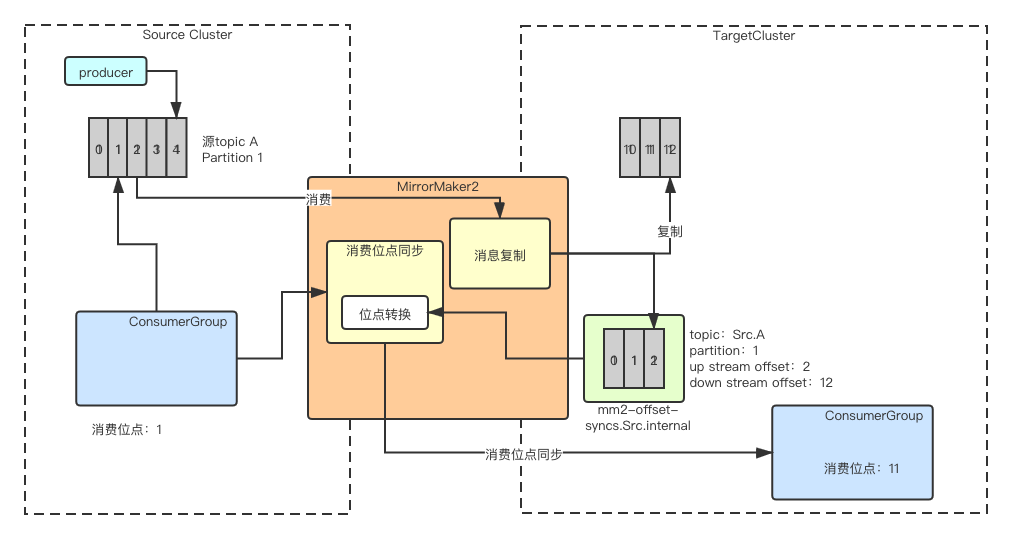 Source Cluster
TargetCluster
producer
0 1 2 3 4
源topic A
Partition 1
10 11 12
MirrorMaker2
消费
消费位点同步
消息复制
位点转换
复制
ConsumerGroup
消费位点：1
0 1 2
topic：Src.A
partition：1
up stream offset：2
down stream offset：12
mm2-offset-
syncs.Src.internal
消费位点同步
ConsumerGroup
消费位点：11